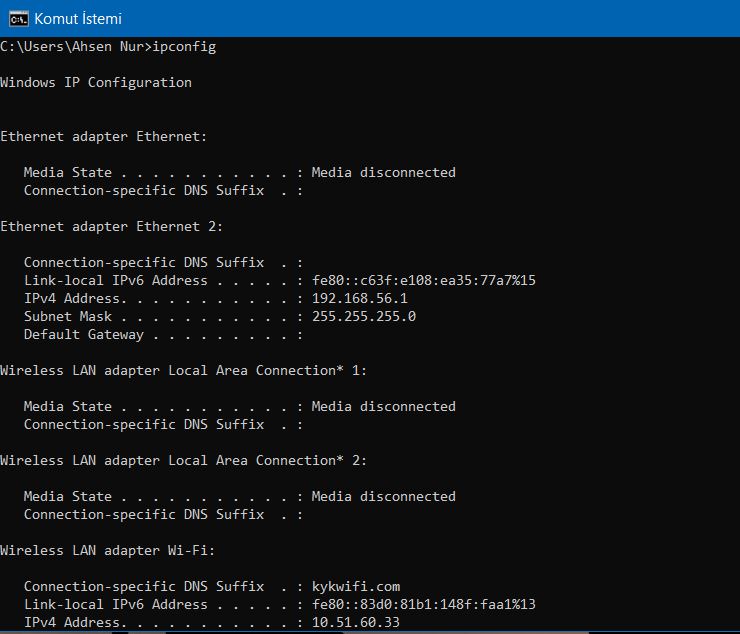 Komut İstemi
C:\Users\Ahsen Nur>ipconfig
Windows IP Configuration
Ethernet adapter Ethernet:
Media State . . . . . . . . . . . : Media disconnected
Connection-specific DNS Suffix  . :
Ethernet adapter Ethernet 2:
Connection-specific DNS Suffix  . :
Link-local IPv6 Address . . . . . : fe80::c63f:e108:ea35:77a7%15
IPv4 Address. . . . . . . . . . . : 192.168.56.1
Subnet Mask . . . . . . . . . . . : 255.255.255.0
Default Gateway . . . . . . . . . :
Wireless LAN adapter Local Area Connection* 1:
Media State . . . . . . . . . . . : Media disconnected
Connection-specific DNS Suffix  . :
Wireless LAN adapter Local Area Connection* 2:
Media State . . . . . . . . . . . : Media disconnected
Connection-specific DNS Suffix  . :
Wireless LAN adapter Wi-Fi:
Connection-specific DNS Suffix  . : kykwifi.com
Link-local IPv6 Address . . . . . : fe80::83d0:81b1:148f:faa1%13
IPv4 Address. . . . . . . . . . . : 10.51.60.33